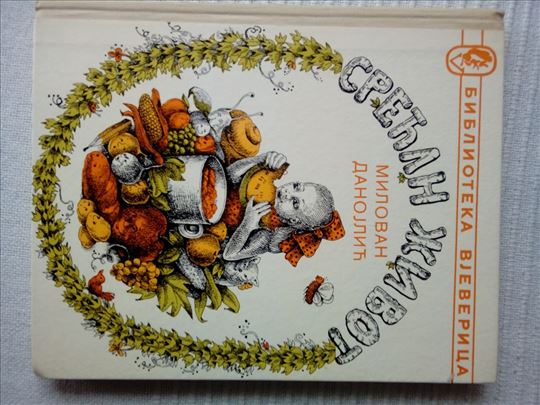 БИБЛИОТЕКА ВЈЕВЕРИЦА
СРЕЋАН ЖИВОТ
МИЛОВАН
ДАНОЈЛИЋ